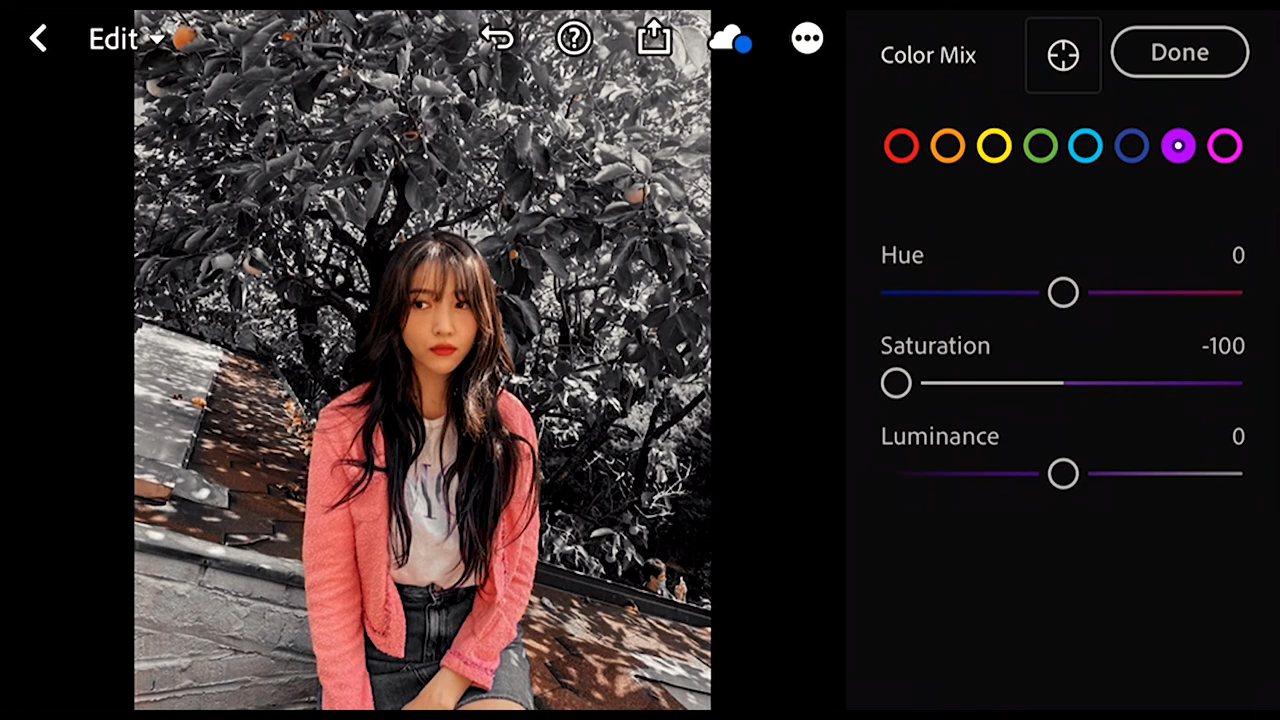 Edit
Color Mix
Done
Hue 0
Saturation -100
Luminance 0